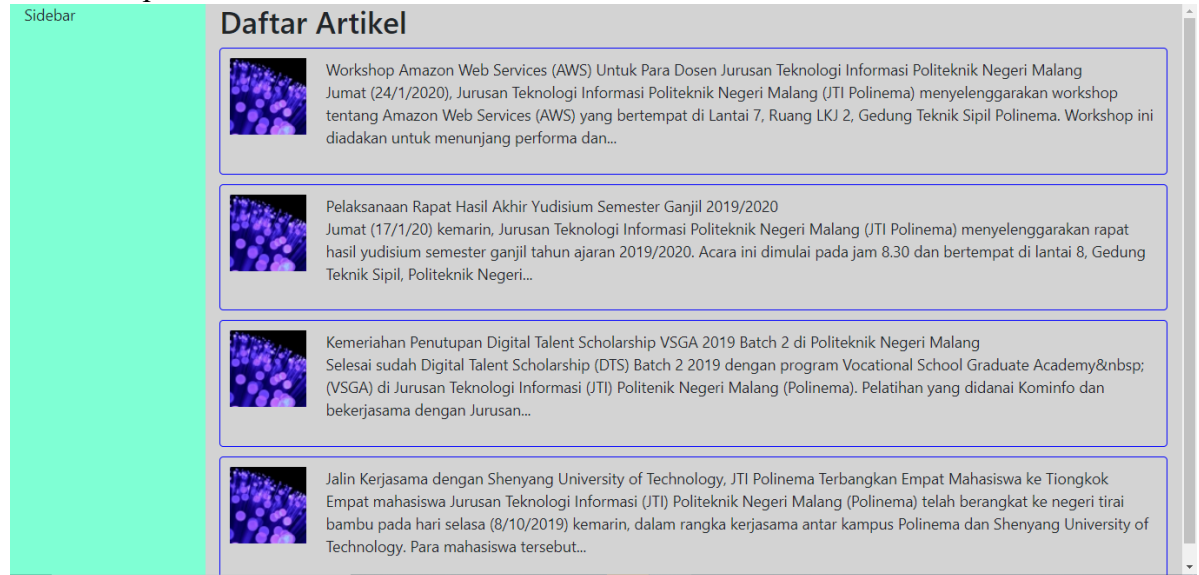 Sidebar
Daftar Artikel
Workshop Amazon Web Services (AWS) Untuk Para Dosen Jurusan Teknologi Informasi Politeknik Negeri Malang
Jumat (24/1/2020), Jurusan Teknologi Informasi Politeknik Negeri Malang (JTI Polinema) menyelenggarakan workshop
tentang Amazon Web Services (AWS) yang bertempat di Lantai 7, Ruang LKJ 2, Gedung Teknik Sipil Polinema. Workshop ini
diadakan untuk menunjang performa dan...
Pelaksanaan Rapat Hasil Akhir Yudisium Semester Ganjil 2019/2020
Jumat (17/1/20) kemarin, Jurusan Teknologi Informasi Politeknik Negeri Malang (JTI Polinema) menyelenggarakan rapat
hasil yudisium semester ganjil tahun ajaran 2019/2020. Acara ini dimulai pada jam 8.30 dan bertempat di lantai 8, Gedung
Teknik Sipil, Politeknik Negeri...
Kemeriahan Penutupan Digital Talent Scholarship VSGA 2019 Batch 2 di Politeknik Negeri Malang
Selesai sudah Digital Talent Scholarship (DTS) Batch 2 2019 dengan program Vocational School Graduate Academy&nbsp;
(VSGA) di Jurusan Teknologi Informasi (JTI) Politenik Negeri Malang (Polinema). Pelatihan yang didanai Kominfo dan
bekerjasama dengan Jurusan...
Jalin Kerjasama dengan Shenyang University of Technology, JTI Polinema Terbangkan Empat Mahasiswa ke Tiongkok
Empat mahasiswa Jurusan Teknologi Informasi (JTI) Politeknik Negeri Malang (Polinema) telah berangkat ke negeri tirai
bambu pada hari selasa (8/10/2019) kemarin, dalam rangka kerjasama antar kampus Polinema dan Shenyang University of
Technology. Para mahasiswa tersebut...